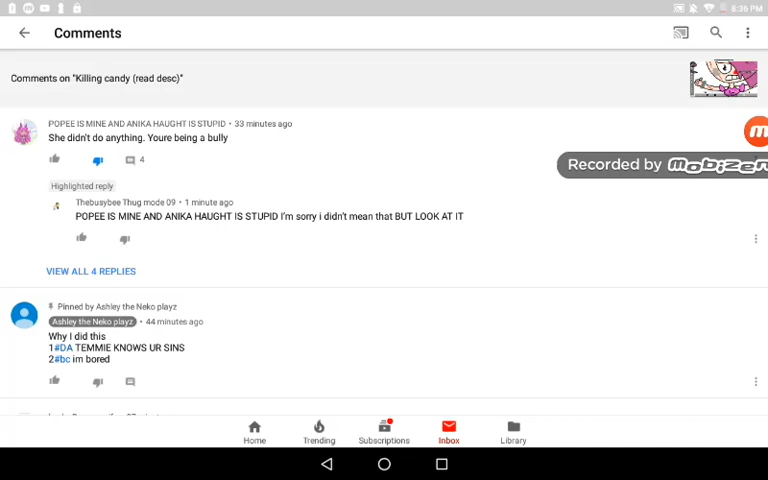 8:36 PM
Comments
Comments on "Killing candy (read desc)"
POPEE IS MINE AND ANIKA HAUGHT IS STUPID • 33 minutes ago
She didn't do anything. Youre being a bully
4
Recorded by mobizen
Highlighted reply
Thebusybee Thug mode 09 • 1 minute ago
POPEE IS MINE AND ANIKA HAUGHT IS STUPID I'm sorry i didn't mean that BUT LOOK AT IT
VIEW ALL 4 REPLIES
Pinned by Ashley the Neko playz
Ashley the Neko playz • 44 minutes ago
Why I did this
1#DA TEMMIE KNOWS UR SINS
2#bc im bored
Home
Trending
Subscriptions
Inbox
Library